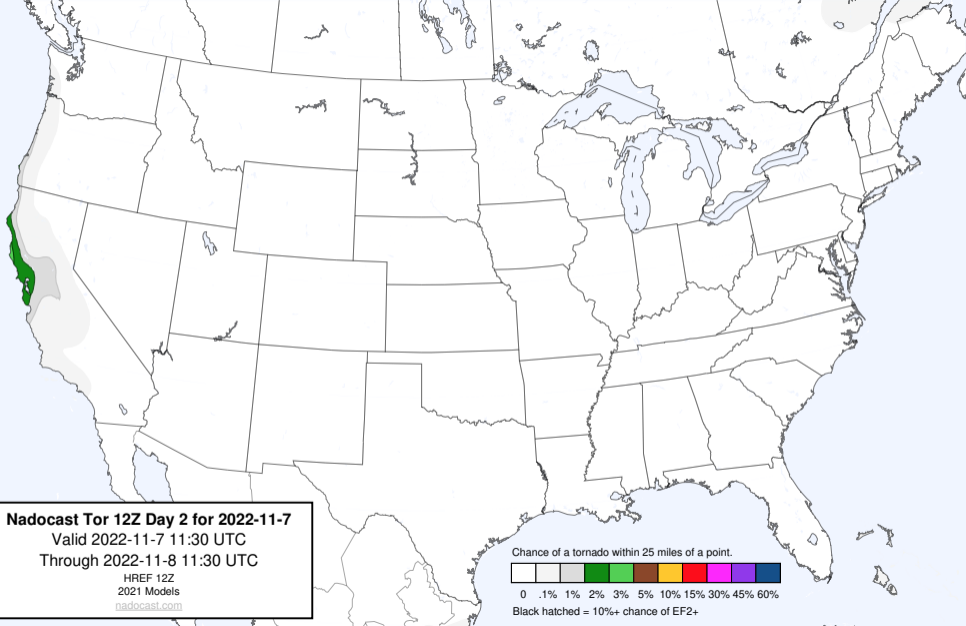 Nadocast Tor 12Z Day 2 for 2022-11-7
Valid 2022-11-7 11:30 UTC
Through 2022-11-8 11:30 UTC
HREF 12Z
2021 Models
nadocast.com
Chance of a tornado within 25 miles of a point.
0 .1% 1% 2% 3% 5% 10% 15% 30% 45% 60%
Black hatched = 10%+ chance of EF2+